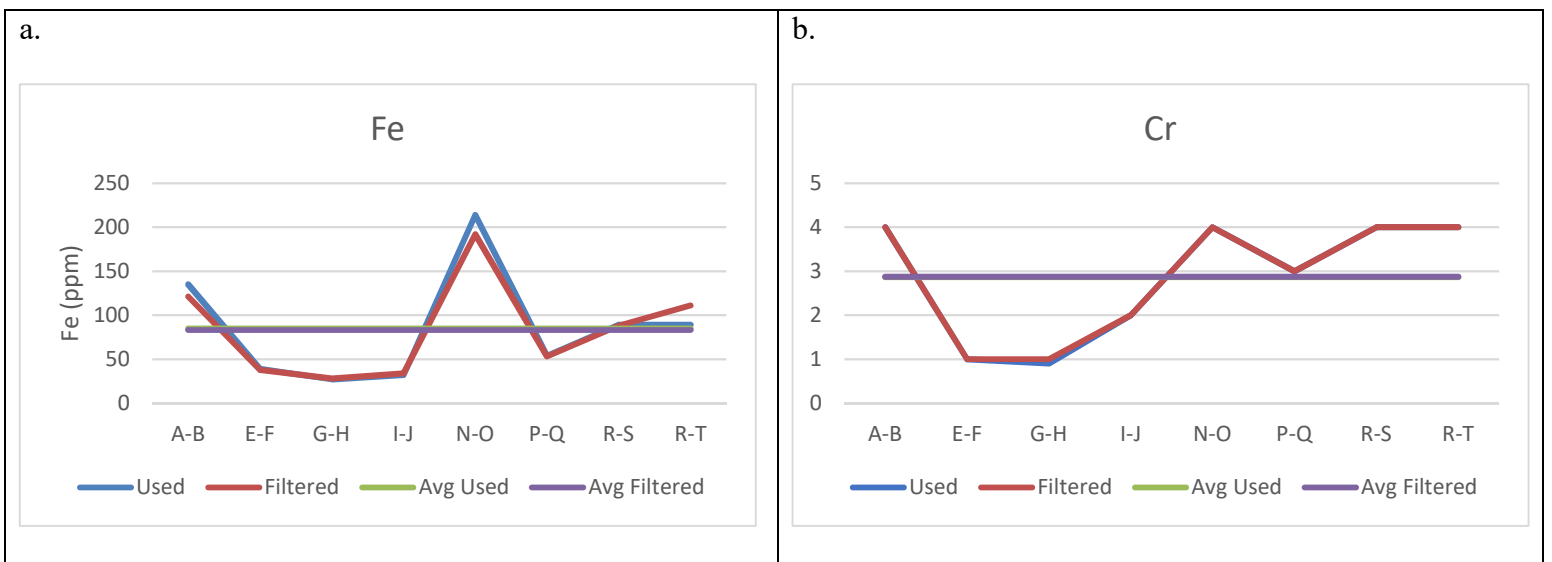 a.
Fe
Fe (ppm)
250
200
150
100
50
0
A-B E-F G-H I-J N-O P-Q R-S R-T
Used Filtered Avg Used Avg Filtered
b.
Cr
5
4
3
2
1
0
A-B E-F G-H I-J N-O P-Q R-S R-T
Used Filtered Avg Used Avg Filtered